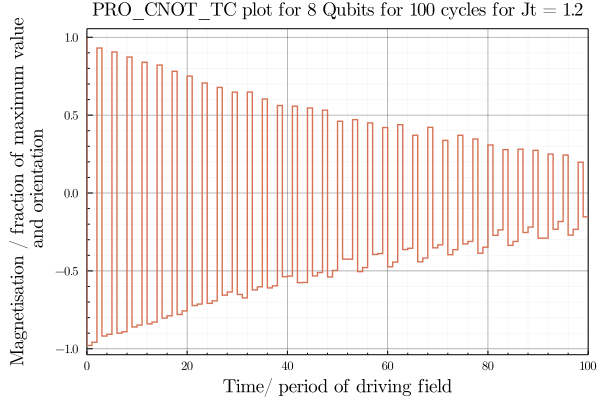 PRO_CNOT_TC plot for 8 Qubits for 100 cycles for Jt = 1.2
Magnetisation / fraction of maximum value
and orientation
1.0
0.5
0.0
−0.5
−1.0
0 20 40 60 80 100
Time/ period of driving field